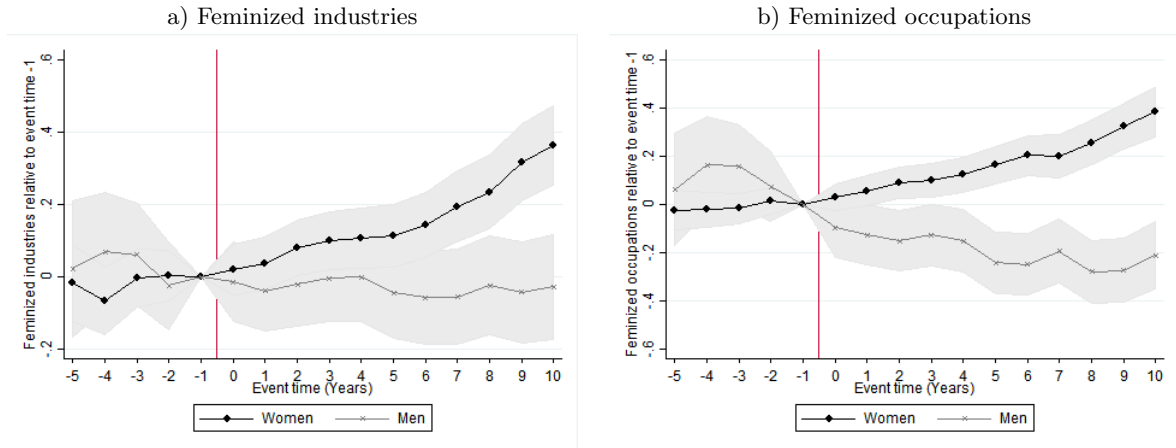 a) Feminized industries
Feminized industries relative to event time -1
.6
.4
.2
0
-.2
-5 -4 -3 -2 -1 0 1 2 3 4 5 6 7 8 9 10
Event time (Years)
Women Men
b) Feminized occupations
Feminized occupations relative to event time -1
.6
.4
.2
0
-.2
-.4
-.6
-5 -4 -3 -2 -1 0 1 2 3 4 5 6 7 8 9 10
Event time (Years)
Women Men